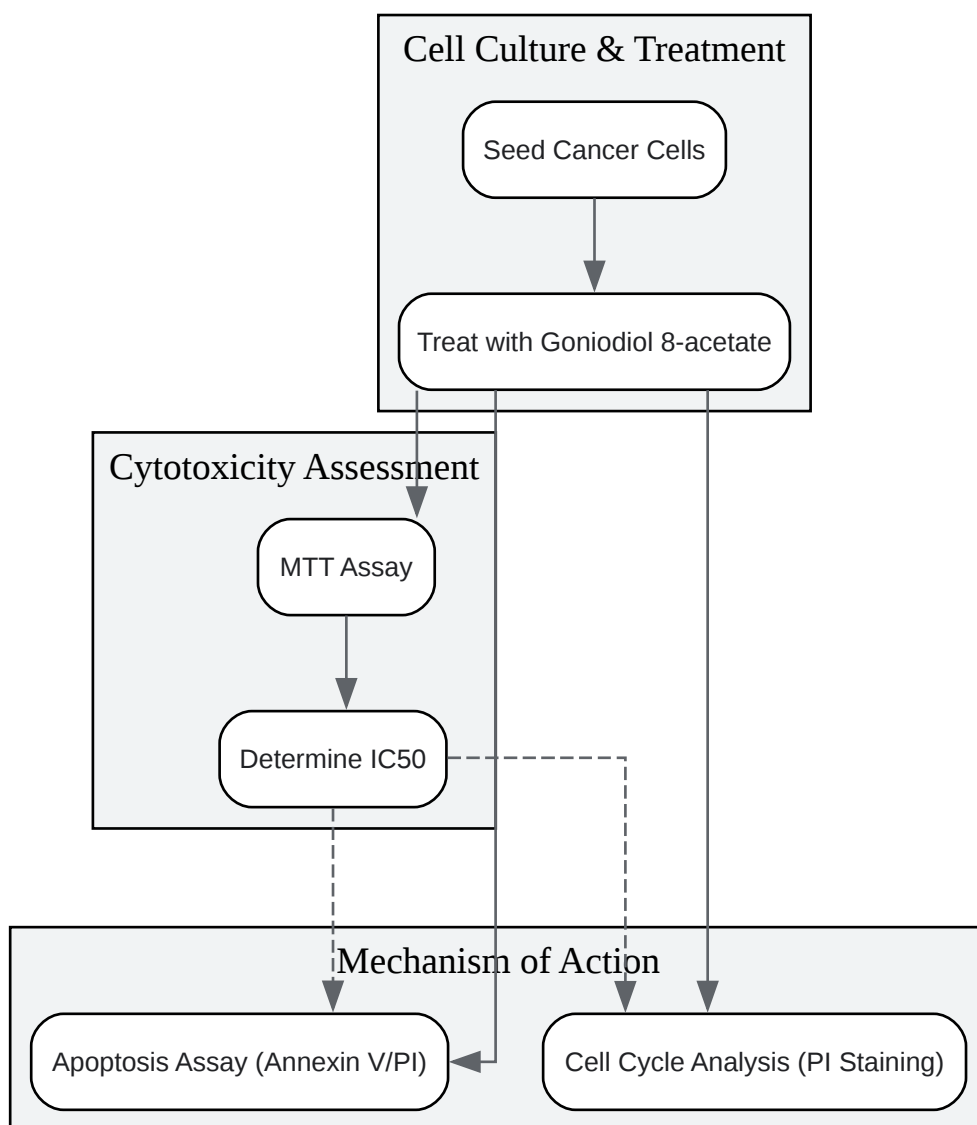 Cell Culture & Treatment
Seed Cancer Cells
Treat with Goniodiol 8-acetate
Cytotoxicity Assessment
MTT Assay
Determine IC50
Mechanism of Action
Apoptosis Assay (Annexin V/PI)
Cell Cycle Analysis (PI Staining)